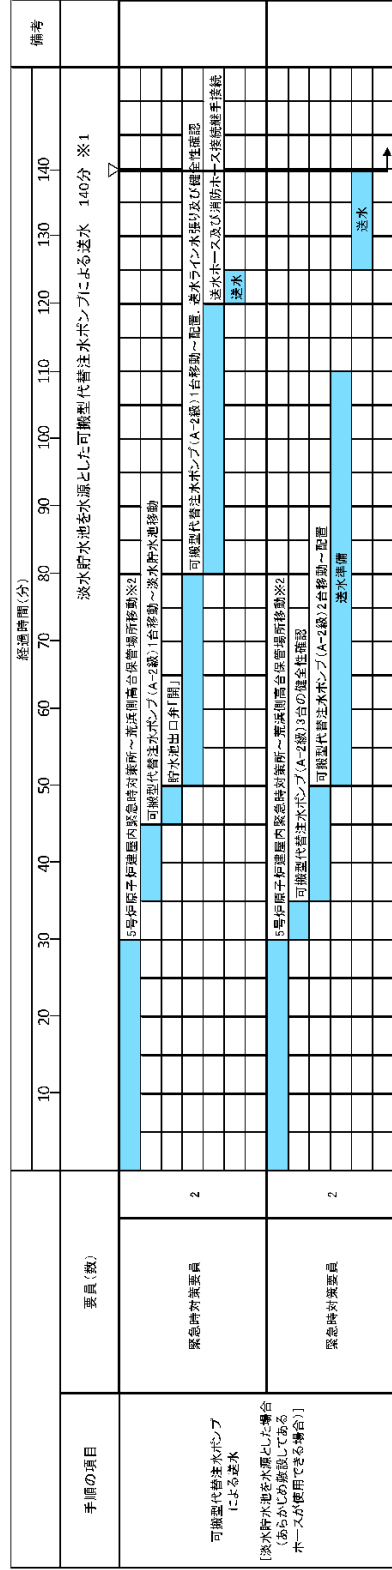 手順の項目
要員(数)
経過時間(分)
備考
10
20
30
40
50
60
70
80
90
100
110
120
130
140
淡水貯水池を水源とした可搬型代替注水ポンプによる送水 140分 ※1
▽
可搬型代替注水ポンプ
による送水
[淡水貯水池を水源とした場合
(あらかじめ敷設してある
ホースが使用できる場合)]
緊急時対策要員
2
5号炉原子炉建屋内緊急時対策所～荒浜側高台保管場所移動※2
可搬型代替注水ポンプ(A-2級)1台移動～淡水貯水池移動
貯水池出口弁「開」
可搬型代替注水ポンプ(A-2級)1台移動～配置,送水ライン水張り及び健全性確認
送水ホース及び消防ホース接続継手接続
送水
緊急時対策要員
2
5号炉原子炉建屋内緊急時対策所～荒浜側高台保管場所移動※2
可搬型代替注水ポンプ(A-2級)3台の健全性確認
可搬型代替注水ポンプ(A-2級)2台移動～配置
送水準備
送水